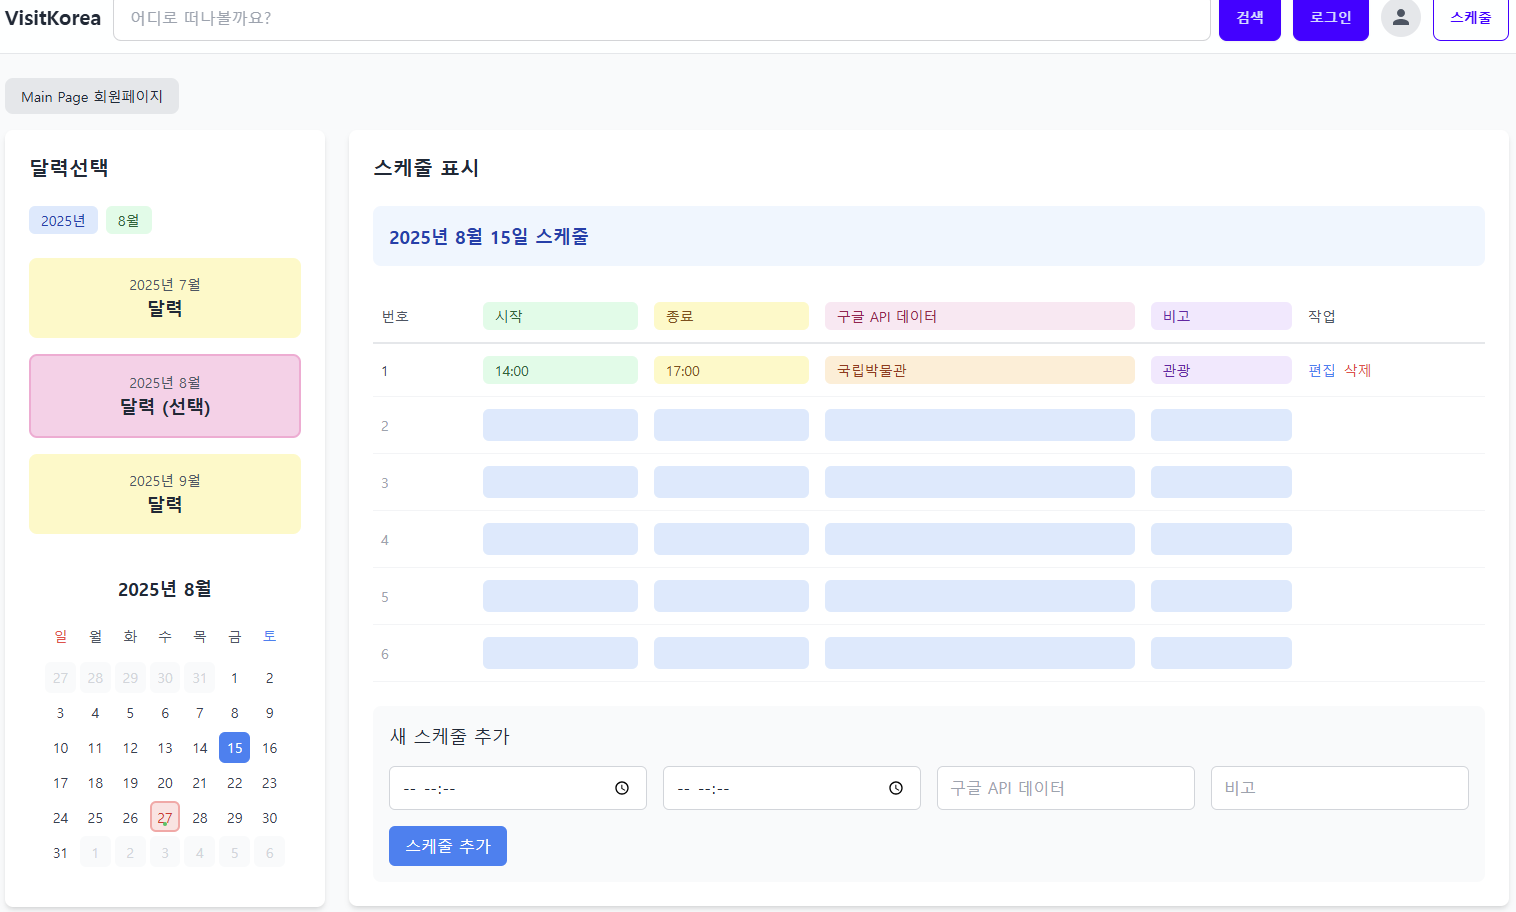 VisitKorea 어디로 떠나볼까요? 검색 로그인 스케줄
Main Page 회원페이지
달력선택
2025년 8월
2025년 7월
달력
2025년 8월
달력 (선택)
2025년 9월
달력
2025년 8월
일 월 화 수 목 금 토
27 28 29 30 31 1 2
3 4 5 6 7 8 9
10 11 12 13 14 15 16
17 18 19 20 21 22 23
24 25 26 27 28 29 30
31 1 2 3 4 5 6
스케줄 표시
2025년 8월 15일 스케줄
번호 시작 종료 구글 API 데이터 비고 작업
1 14:00 17:00 국립박물관 관광 편집 삭제
2
3
4
5
6
새 스케줄 추가
-- --:-- -- --:-- 구글 API 데이터 비고
스케줄 추가